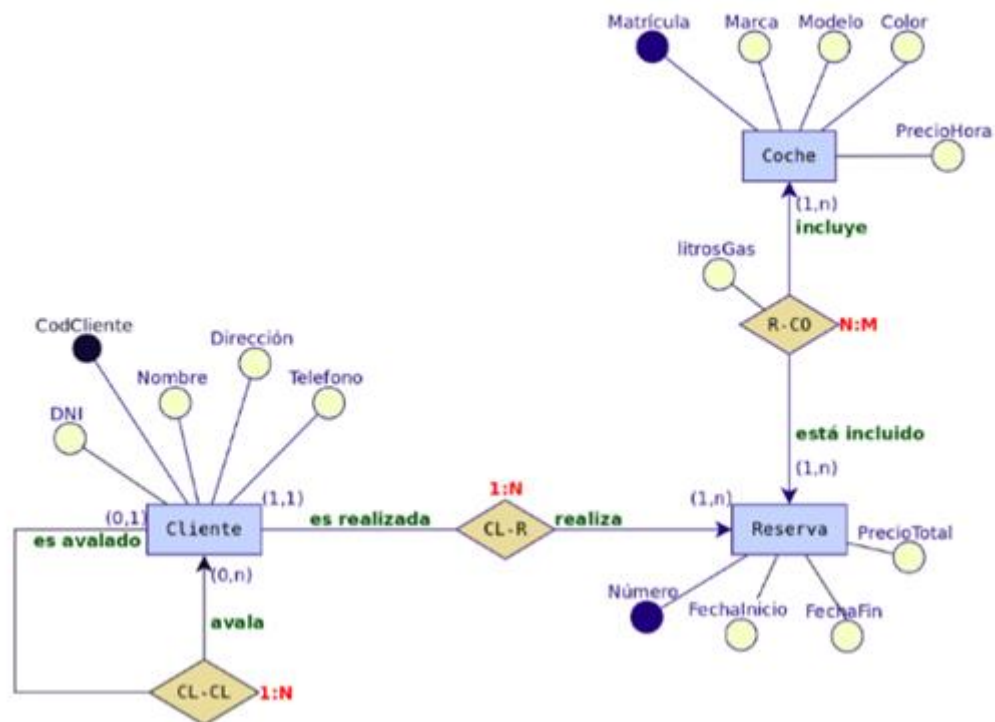 Matrícula
Marca
Modelo
Color
PrecioHora
Coche
(1,n)
incluye
litrosGas
R-CO
N:M
está incluido
(1,n)
CodCliente
Dirección
Nombre
Telefono
DNI
(0,1)
Cliente
(1,1)
es avalado
es realizada
1:N
CL-R
realiza
(1,n)
Reserva
PrecioTotal
Número
FechaInicio
FechaFin
(0,n)
avala
CL-CL
1:N